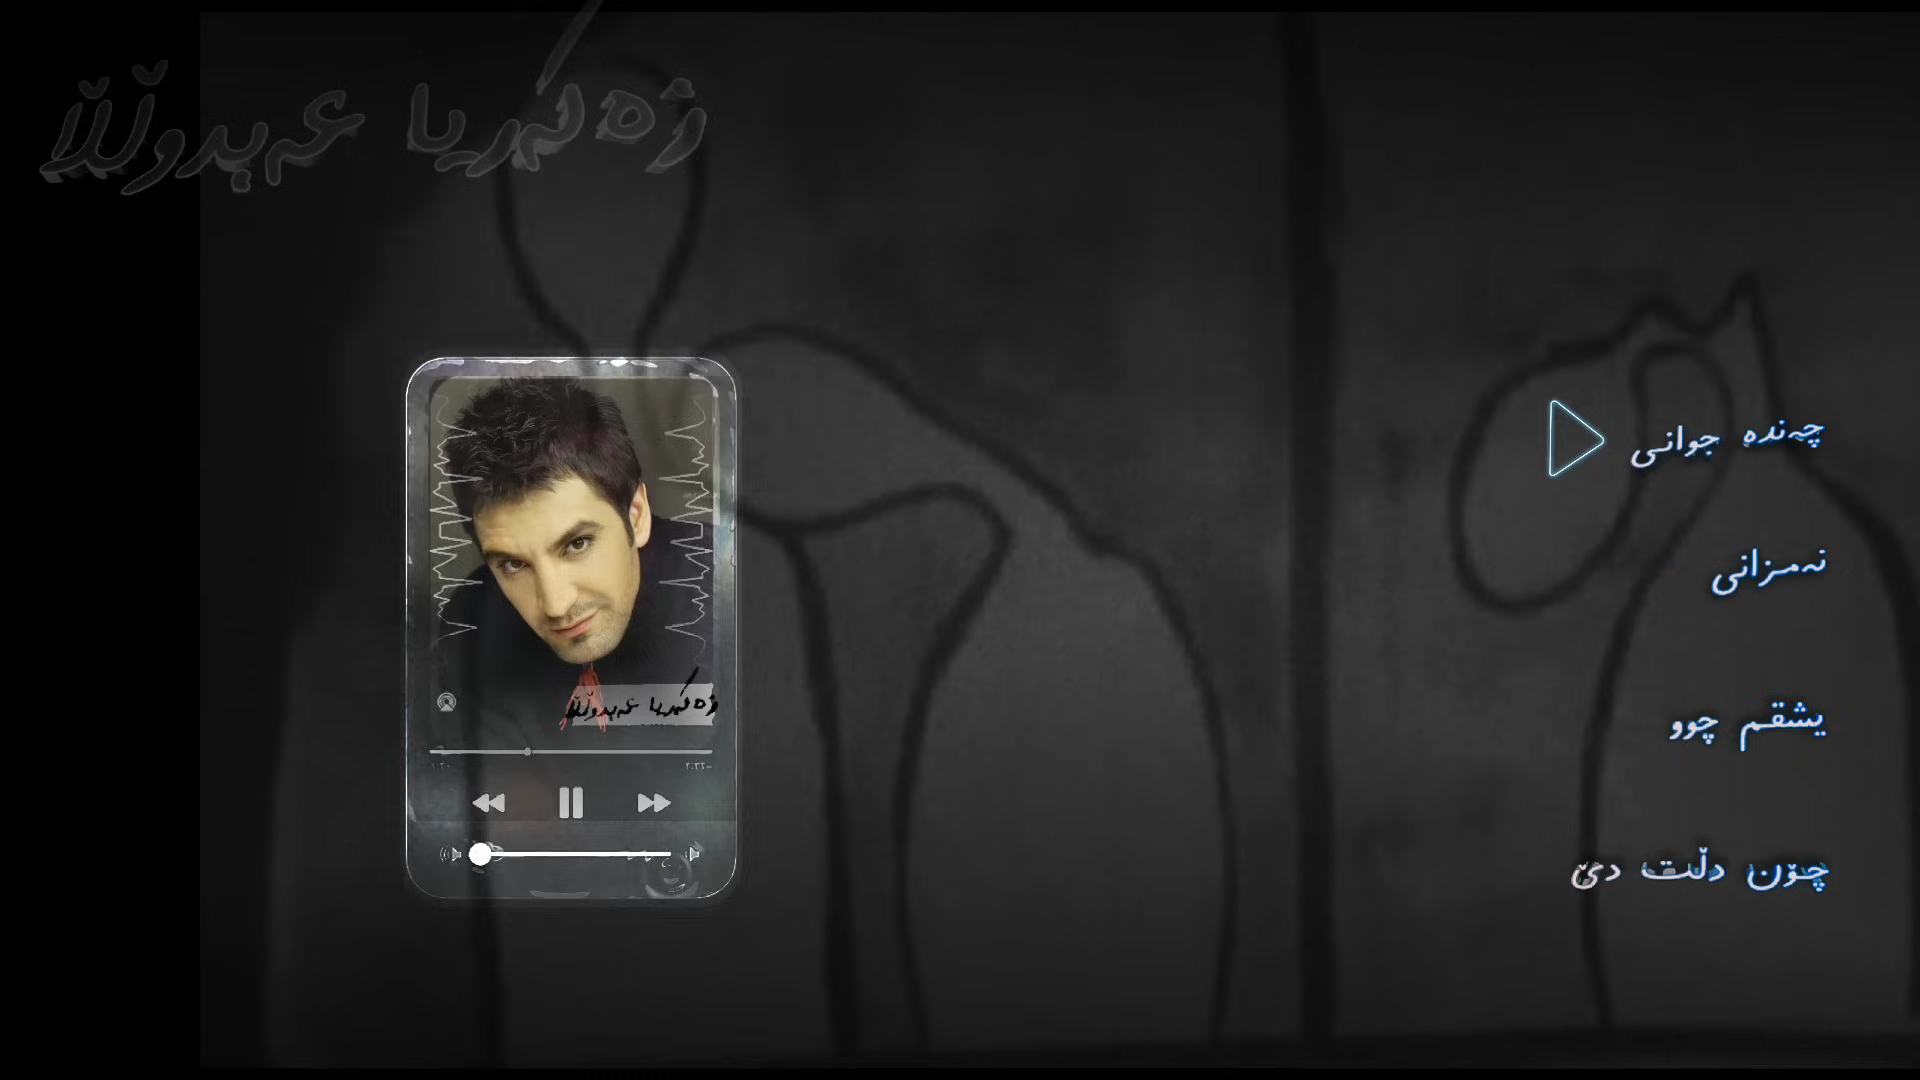 زەکەریا عەبدوڵڵا
چەندە جوانی
نەمزانی
یشقم چوو
چۆن دڵت دێ
زەکەریا عەبدوڵڵا